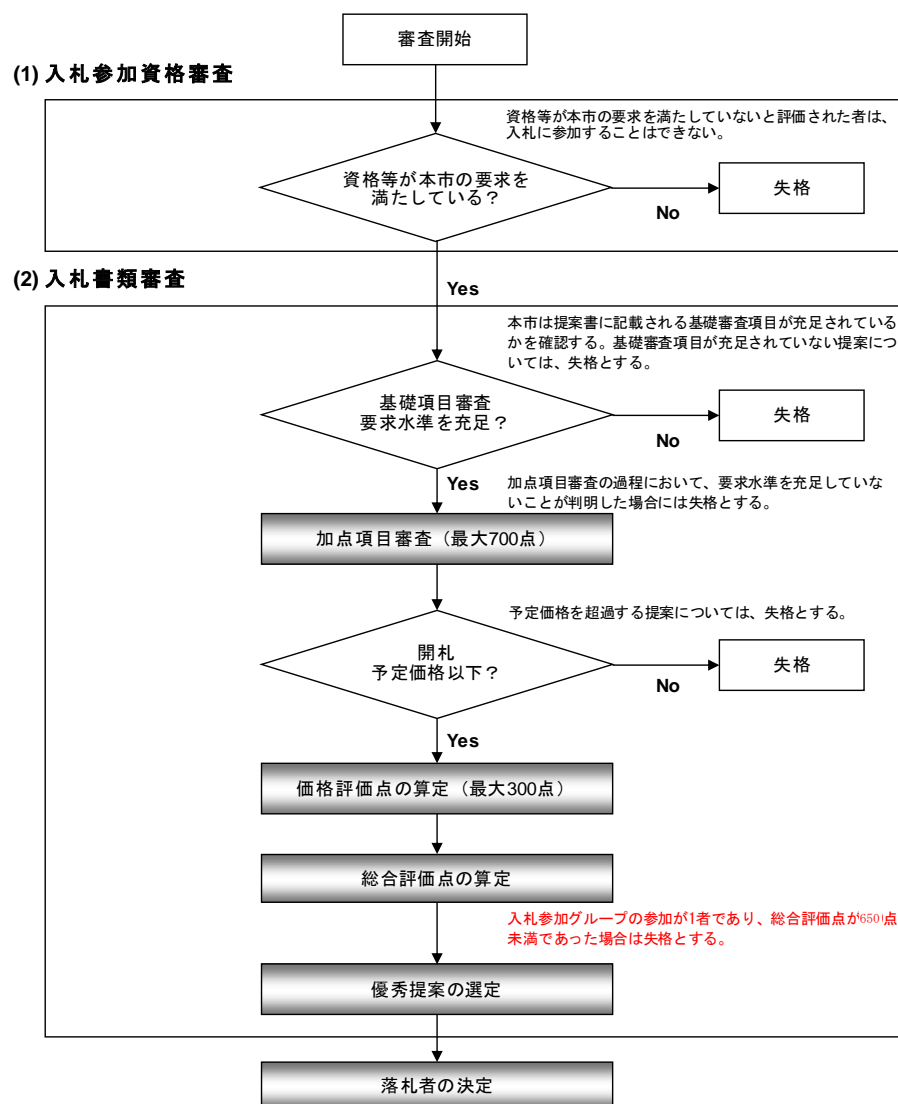 審査開始
(1) 入札参加資格審査
資格等が本市の要求を満たしていないと評価された者は、
入札に参加することはできない。
資格等が本市の要求を
満たしている？
No
失格
Yes
(2) 入札書類審査
本市は提案書に記載される基礎審査項目が充足されている
かを確認する。基礎審査項目が充足されていない提案につ
いては、失格とする。
基礎項目審査
要求水準を充足？
No
失格
Yes
加点項目審査の過程において、要求水準を充足していな
いことが判明した場合には失格とする。
加点項目審査（最大700点）
予定価格を超過する提案については、失格とする。
開札
予定価格以下？
No
失格
Yes
価格評価点の算定（最大300点）
総合評価点の算定
入札参加グループの参加が1者であり、総合評価点が650点
未満であった場合は失格とする。
優秀提案の選定
落札者の決定